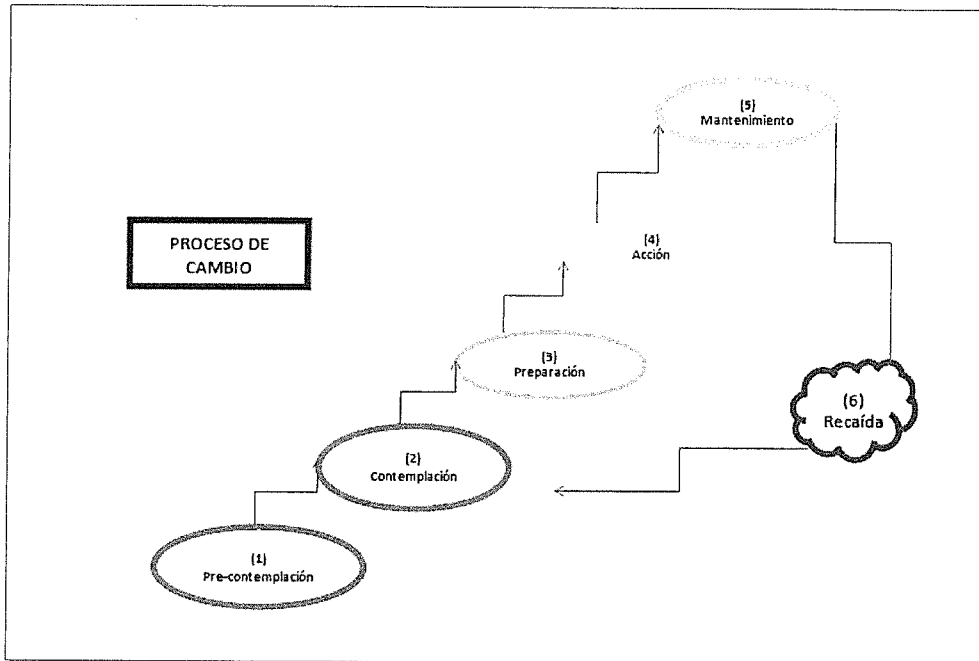 PROCESO DE
CAMBIO
(5)
Mantenimiento
(4)
Acción
(3)
Preparación
(6)
Recaída
(2)
Contemplación
(1)
Pre-contemplación